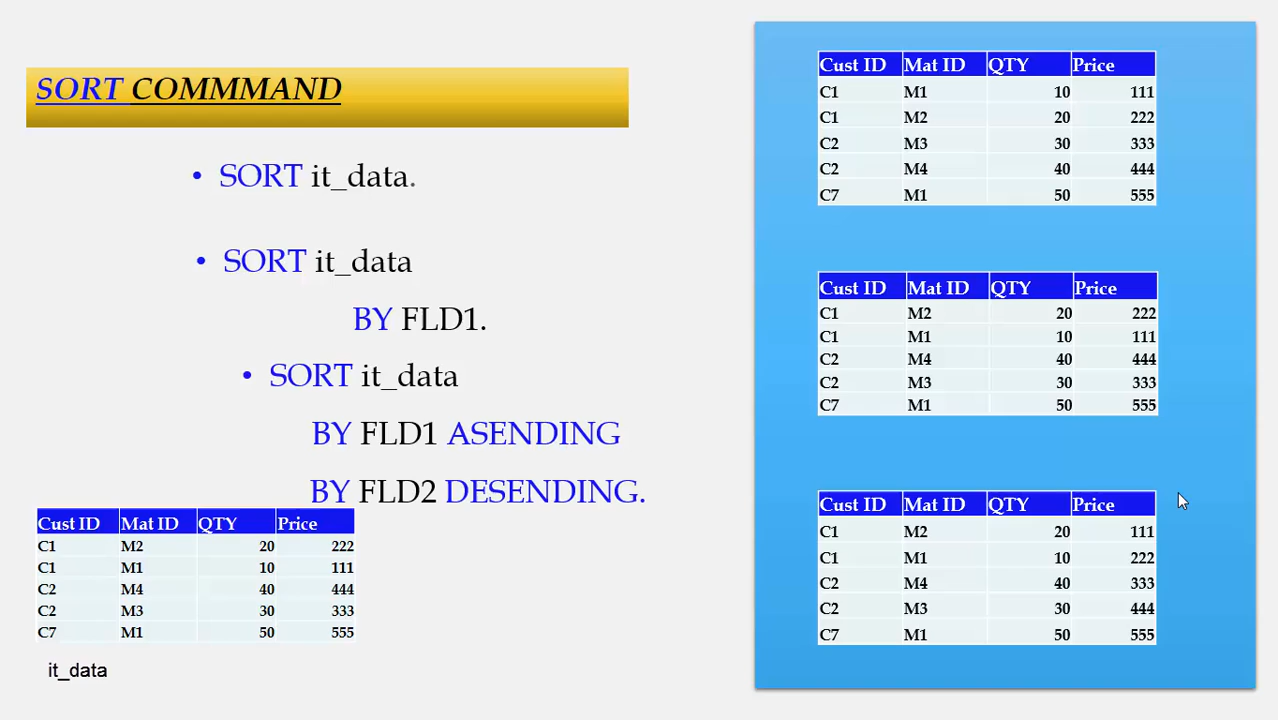 SORT COMMMAND
• SORT it_data.
• SORT it_data
BY FLD1.
• SORT it_data
BY FLD1 ASENDING
BY FLD2 DESENDING.
Cust ID Mat ID QTY Price
C1 M2 20 222
C1 M1 10 111
C2 M4 40 444
C2 M3 30 333
C7 M1 50 555
it_data
Cust ID Mat ID QTY Price
C1 M1 10 111
C1 M2 20 222
C2 M3 30 333
C2 M4 40 444
C7 M1 50 555
Cust ID Mat ID QTY Price
C1 M2 20 222
C1 M1 10 111
C2 M4 40 444
C2 M3 30 333
C7 M1 50 555
Cust ID Mat ID QTY Price
C1 M2 20 111
C1 M1 10 222
C2 M4 40 333
C2 M3 30 444
C7 M1 50 555